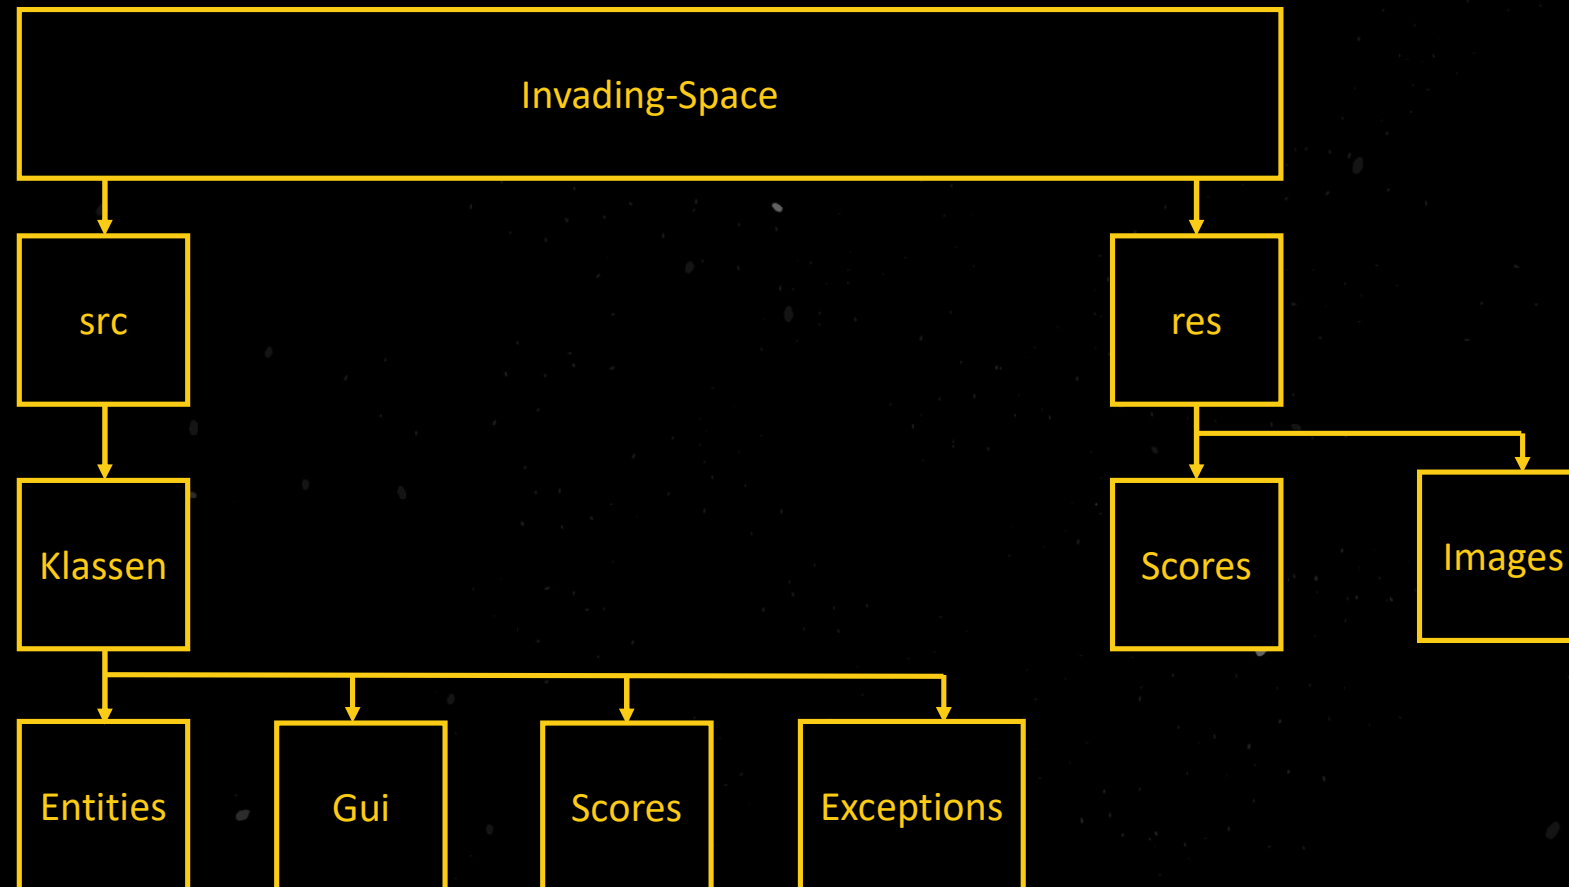 Invading-Space
src
res
Klassen
Scores
Images
Entities
Gui
Scores
Exceptions